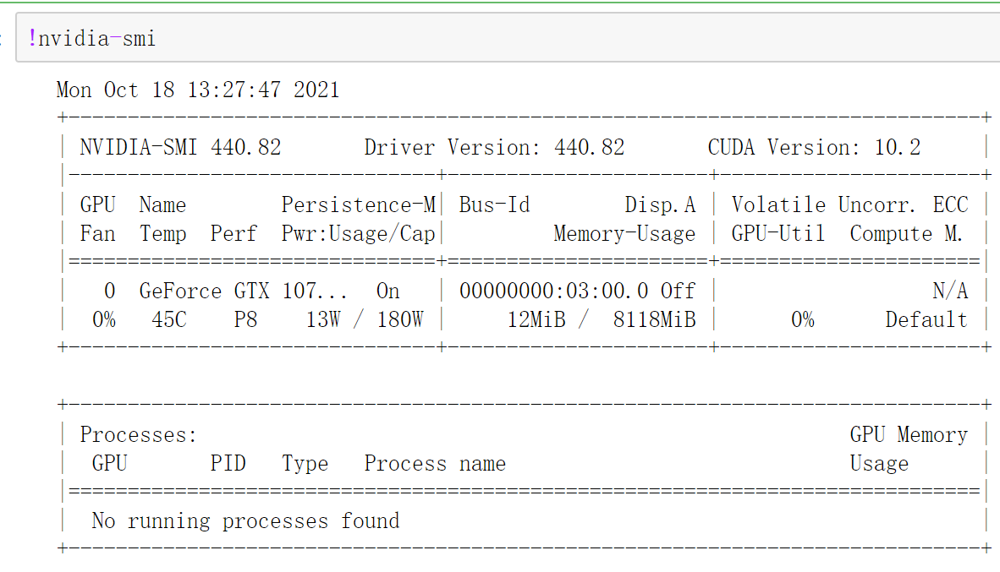 !nvidia-smi
Mon Oct 18 13:27:47 2021
+-----------------------------------------------------------------------------+
| NVIDIA-SMI 440.82       Driver Version: 440.82       CUDA Version: 10.2     |
|-------------------------------+----------------------+----------------------+
| GPU  Name        Persistence-M| Bus-Id        Disp.A | Volatile Uncorr. ECC |
| Fan  Temp  Perf  Pwr:Usage/Cap|         Memory-Usage | GPU-Util  Compute M. |
|===============================+======================+======================|
|   0  GeForce GTX 107...  On   | 00000000:03:00.0 Off |                  N/A |
|  0%   45C    P8    13W / 180W |     12MiB /  8118MiB |      0%      Default |
+-------------------------------+----------------------+----------------------+
+-----------------------------------------------------------------------------+
| Processes:                                                       GPU Memory |
|  GPU       PID   Type   Process name                             Usage      |
|=============================================================================|
|  No running processes found                                                 |
+-----------------------------------------------------------------------------+